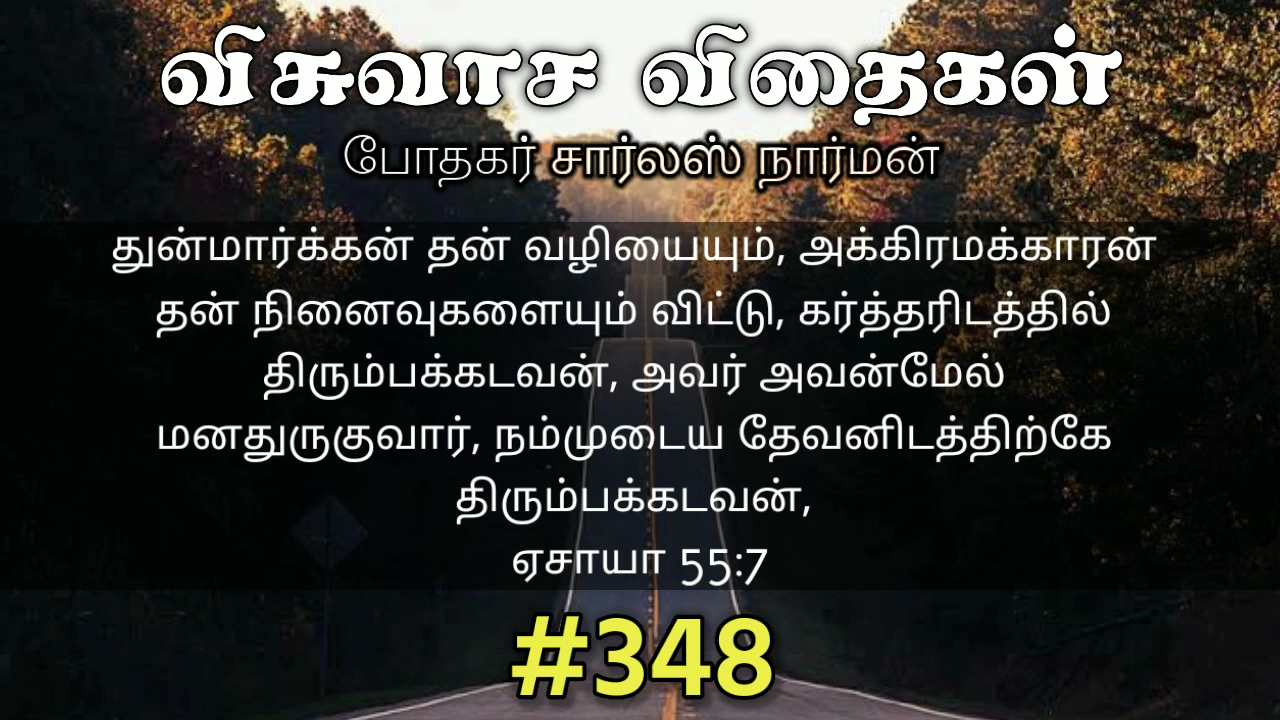 விசுவாச விதைகள்
போதகர் சார்லஸ் நார்மன்
துன்மார்க்கன் தன் வழியையும், அக்கிரமக்காரன்
தன் நினைவுகளையும் விட்டு, கர்த்தரிடத்தில்
திரும்பக்கடவன், அவர் அவன்மேல்
மனதுருகுவார், நம்முடைய தேவனிடத்திற்கே
திரும்பக்கடவன்,
ஏசாயா 55:7
#348